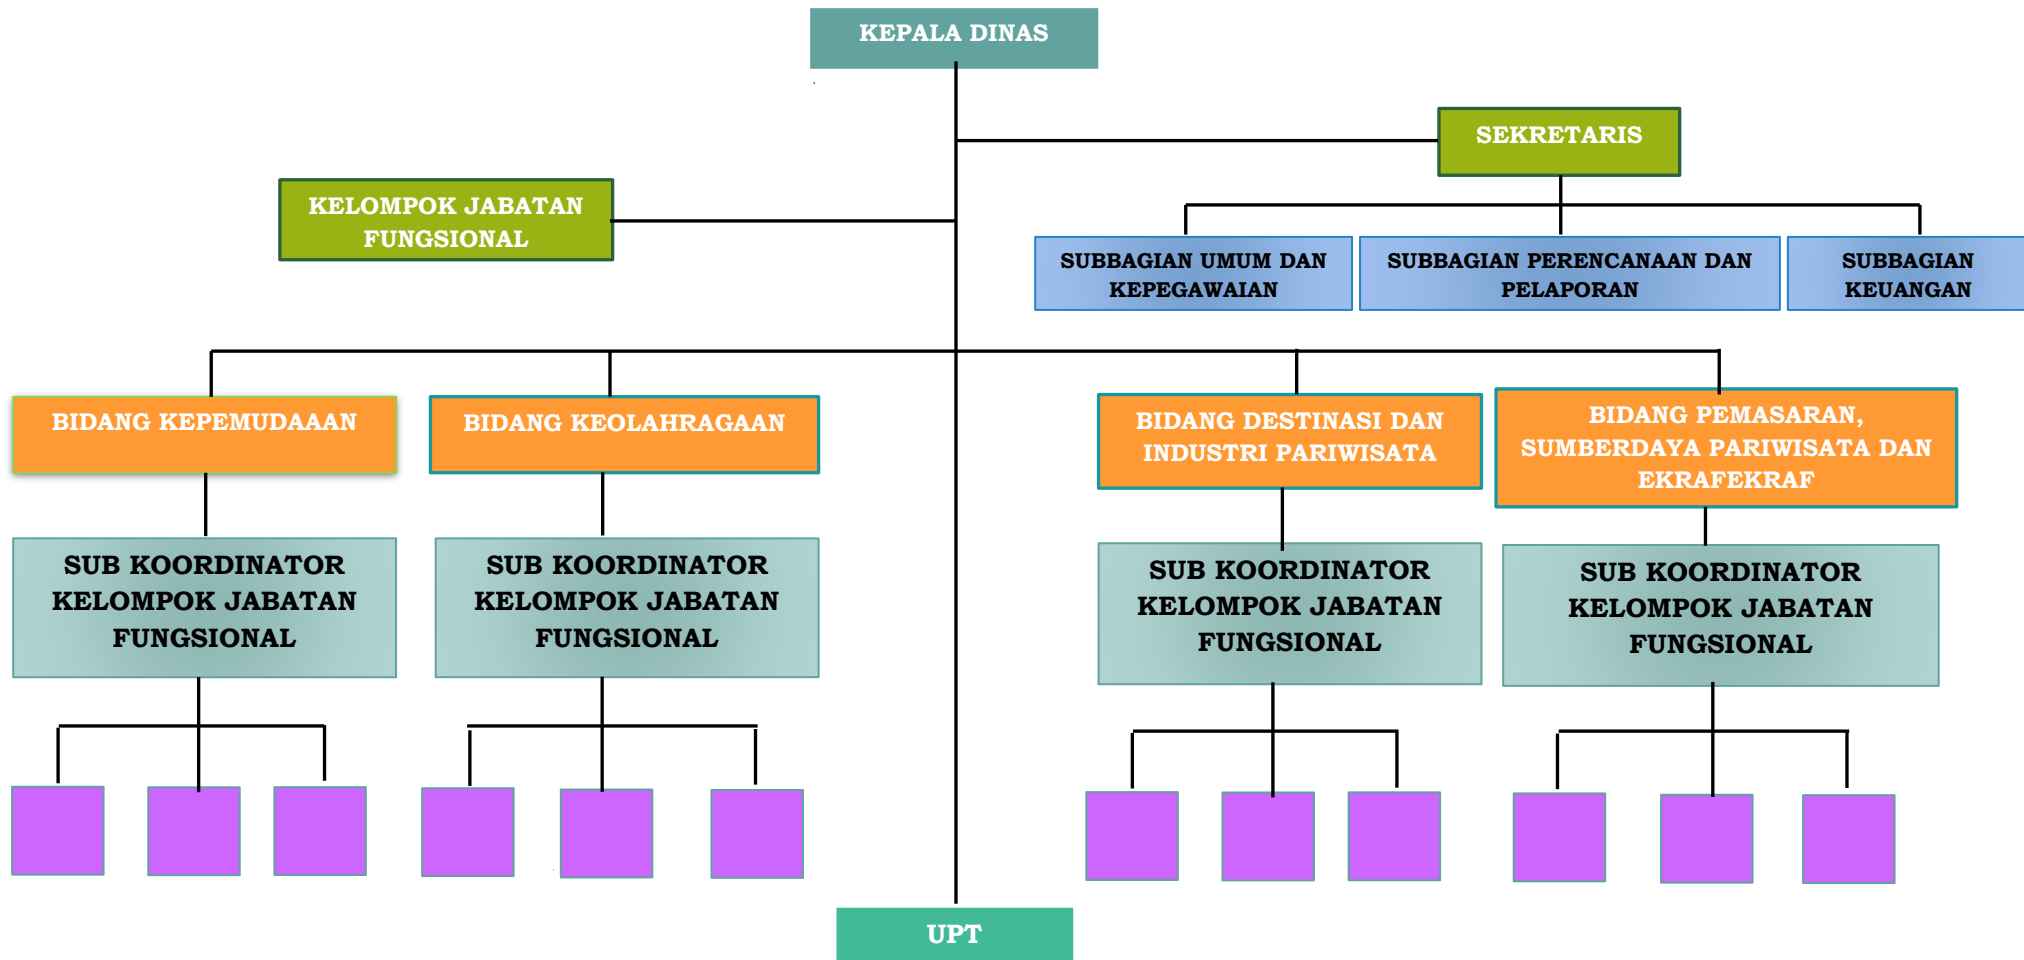 KEPALA DINAS
SEKRETARIS
KELOMPOK JABATAN
FUNGSIONAL
SUBBAGIAN UMUM DAN
KEPEGAWAIAN
SUBBAGIAN PERENCANAAN DAN
PELAPORAN
SUBBAGIAN
KEUANGAN
BIDANG KEPEMUDAAAN
BIDANG KEOLAHRAGAAN
BIDANG DESTINASI DAN
INDUSTRI PARIWISATA
BIDANG PEMASARAN,
SUMBERDAYA PARIWISATA DAN
EKRAFEKRAF
SUB KOORDINATOR
KELOMPOK JABATAN
FUNGSIONAL
SUB KOORDINATOR
KELOMPOK JABATAN
FUNGSIONAL
SUB KOORDINATOR
KELOMPOK JABATAN
FUNGSIONAL
SUB KOORDINATOR
KELOMPOK JABATAN
FUNGSIONAL
UPT